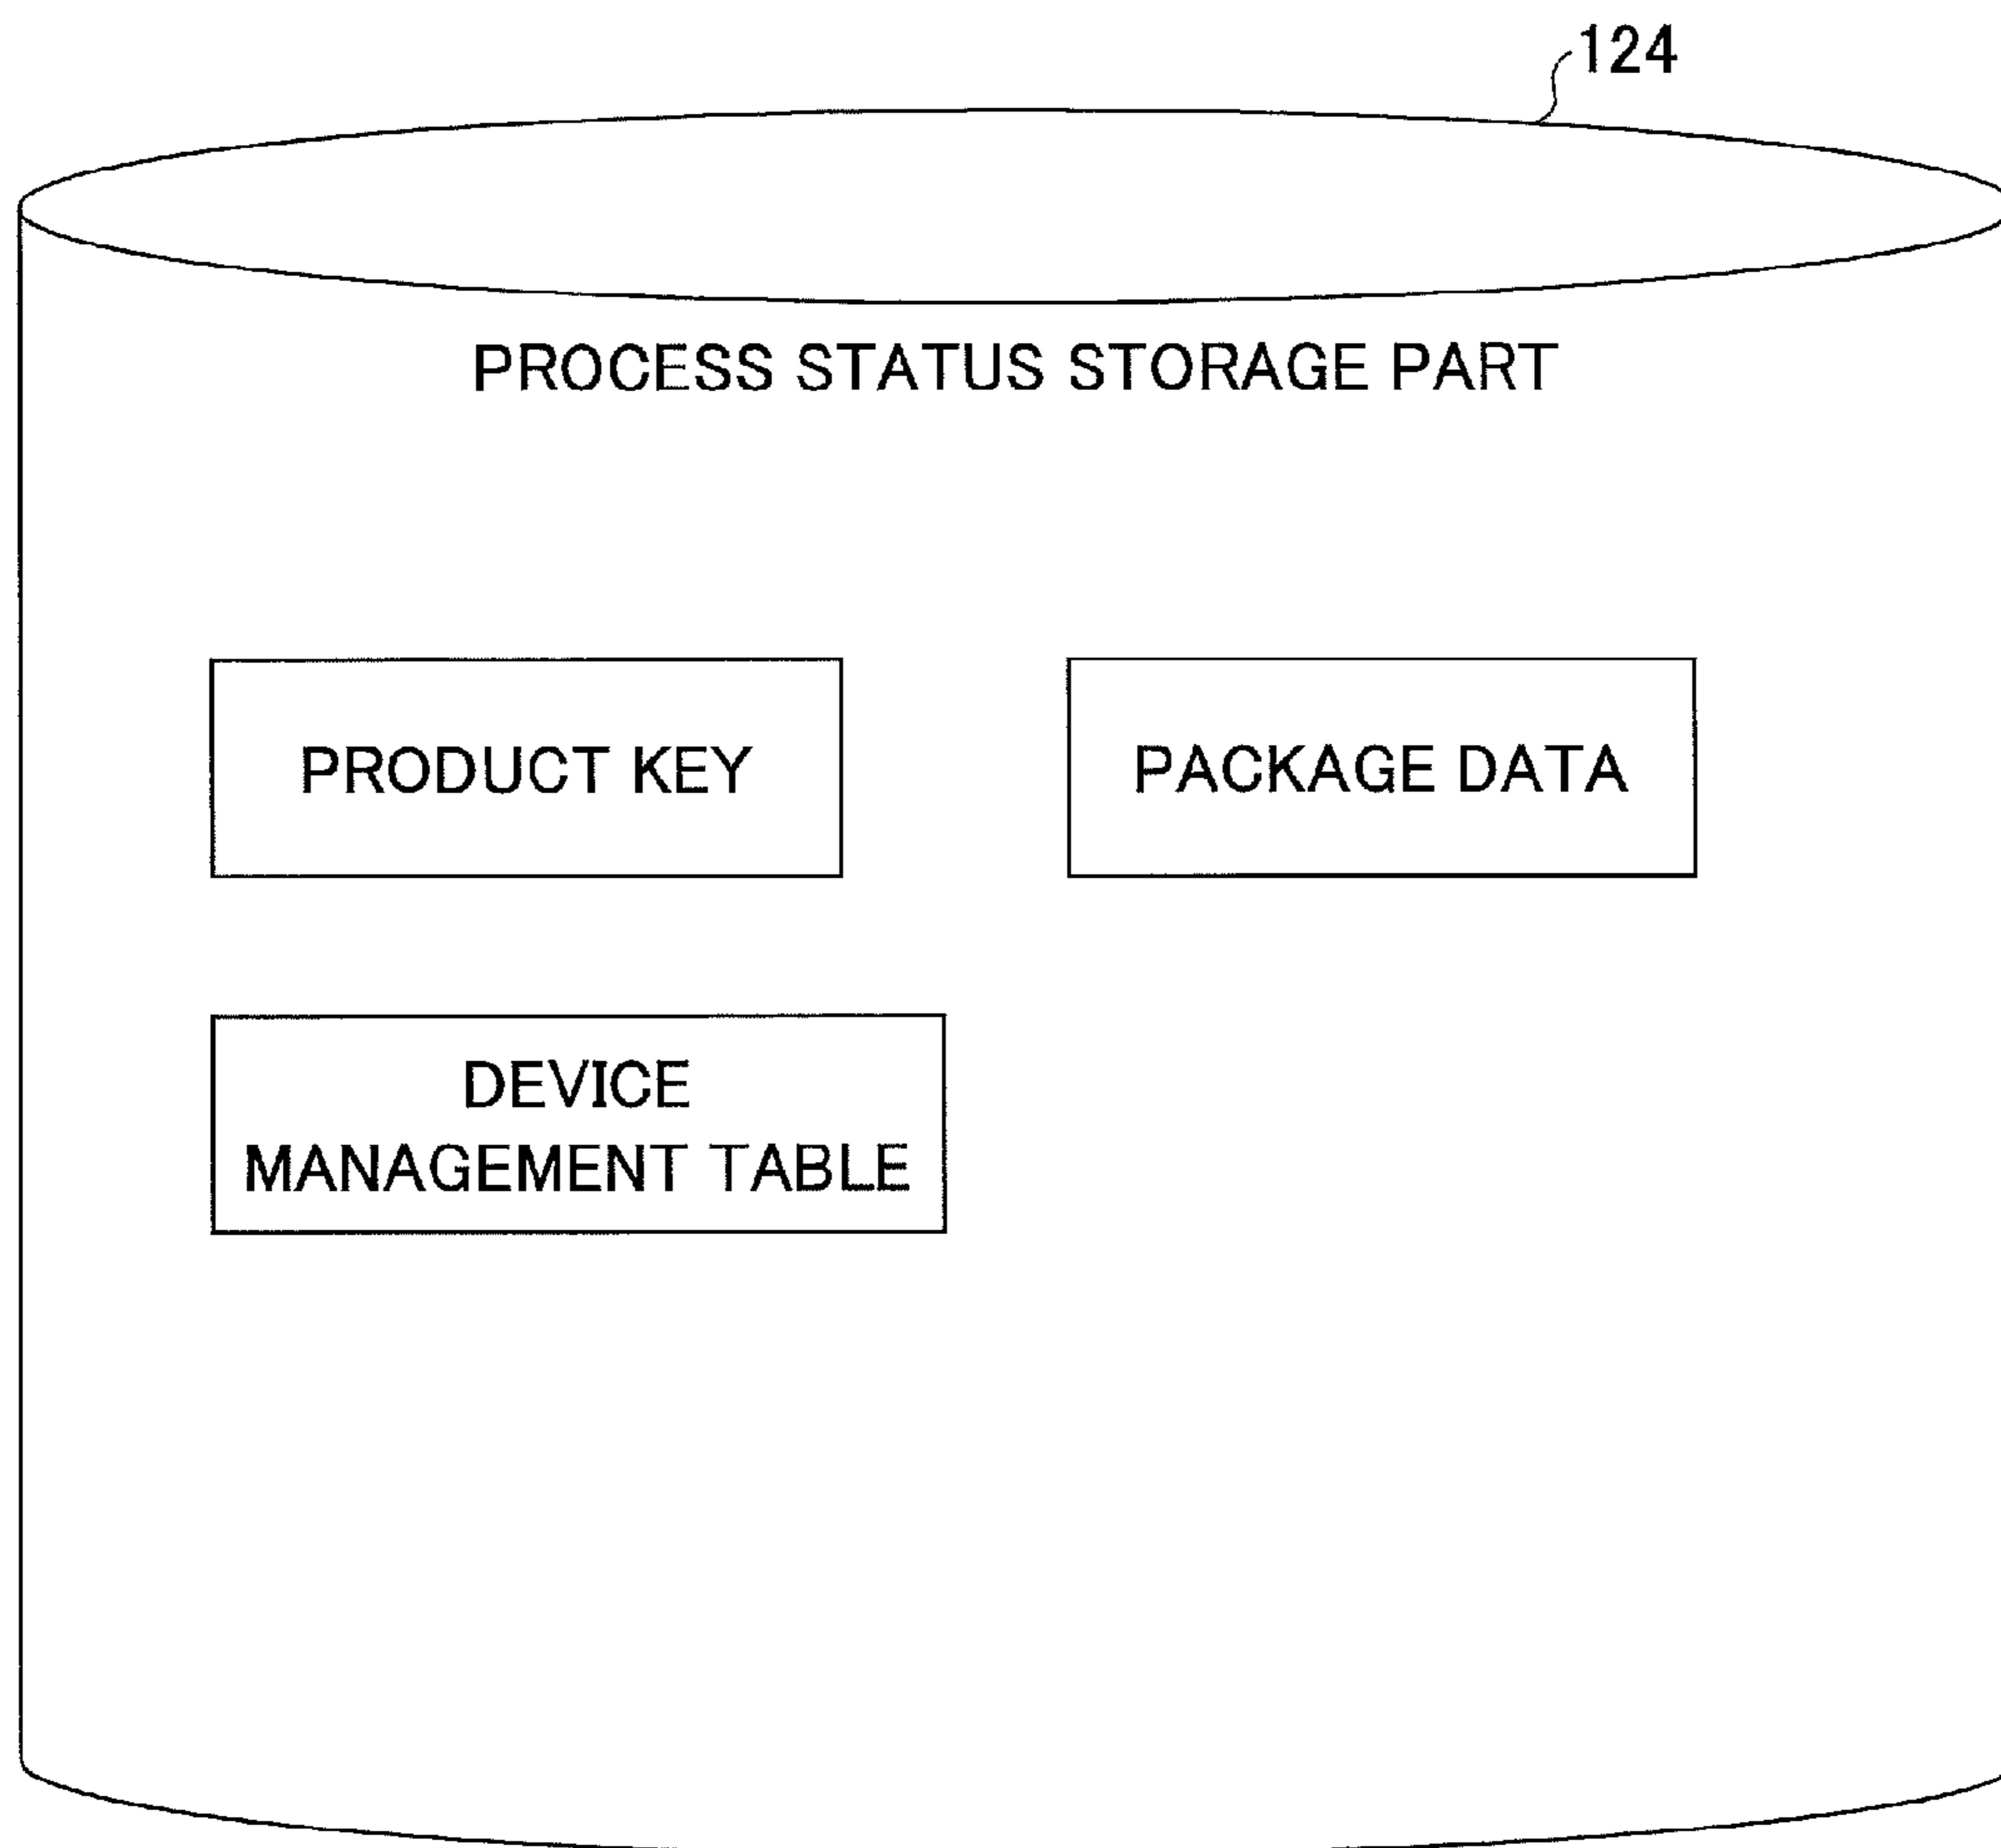 124
PROCESS STATUS STORAGE PART
PRODUCT KEY
PACKAGE DATA
DEVICE
MANAGEMENT TABLE